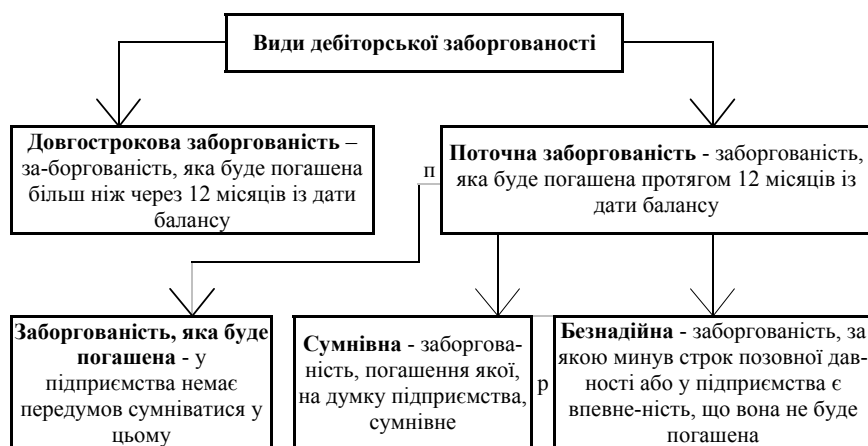 Види дебіторської заборгованості
Довгострокова заборгованість –
за-боргованість, яка буде погашена
більш ніж через 12 місяців із дати
балансу
п
Поточна заборгованість - заборгованість,
яка буде погашена протягом 12 місяців із
дати балансу
Заборгованість, яка буде
погашена - у
підприємства немає
передумов сумніватися у
цьому
Сумнівна - заборгова-
ність, погашення якої,
на думку підприємства,
сумнівне
р
Безнадійна - заборгованість, за
якою минув строк позовної дав-
ності або у підприємства є
впевне-ність, що вона не буде
погашена